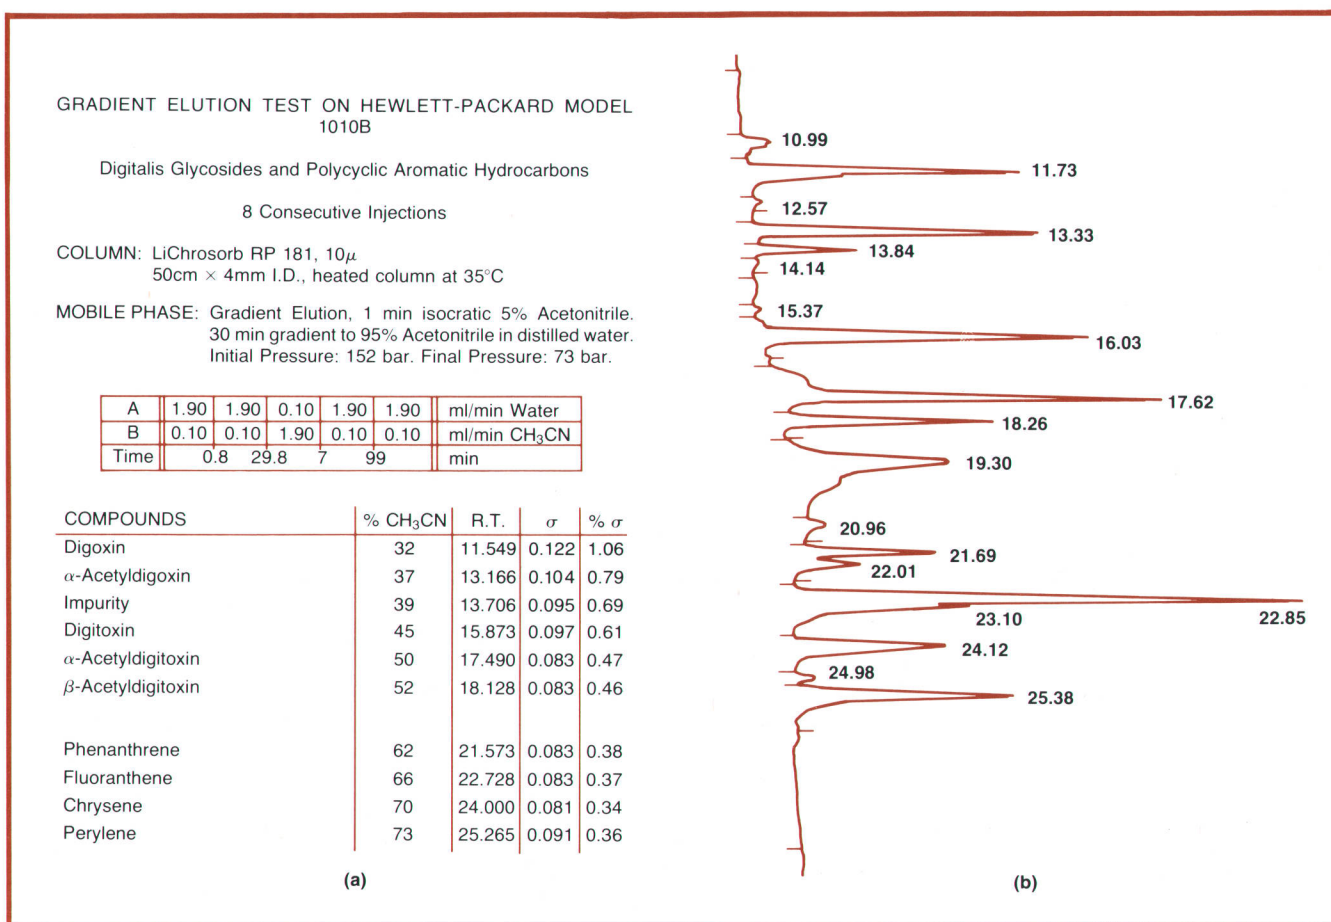 GRADIENT ELUTION TEST ON HEWLETT-PACKARD MODEL
1010B
Digitalis Glycosides and Polycyclic Aromatic Hydrocarbons
8 Consecutive Injections
COLUMN: LiChrosorb RP 181, 10μ
50cm × 4mm I.D., heated column at 35°C
MOBILE PHASE: Gradient Elution, 1 min isocratic 5% Acetonitrile.
30 min gradient to 95% Acetonitrile in distilled water.
Initial Pressure: 152 bar. Final Pressure: 73 bar.
A 1.90 1.90 0.10 1.90 1.90 ml/min Water
B 0.10 0.10 1.90 0.10 0.10 ml/min CH₃CN
Time 0.8 29.8 7 99 min
COMPOUNDS % CH₃CN R.T. σ % σ
Digoxin 32 11.549 0.122 1.06
α-Acetyldigoxin 37 13.166 0.104 0.79
Impurity 39 13.706 0.095 0.69
Digitoxin 45 15.873 0.097 0.61
α-Acetyldigitoxin 50 17.490 0.083 0.47
β-Acetyldigitoxin 52 18.128 0.083 0.46
Phenanthrene 62 21.573 0.083 0.38
Fluoranthene 66 22.728 0.083 0.37
Chrysene 70 24.000 0.081 0.34
Perylene 73 25.265 0.091 0.36
(a)
10.99
11.73
12.57
13.33
13.84
14.14
15.37
16.03
17.62
18.26
19.30
20.96
21.69
22.01
22.85
23.10
24.12
24.98
25.38
(b)